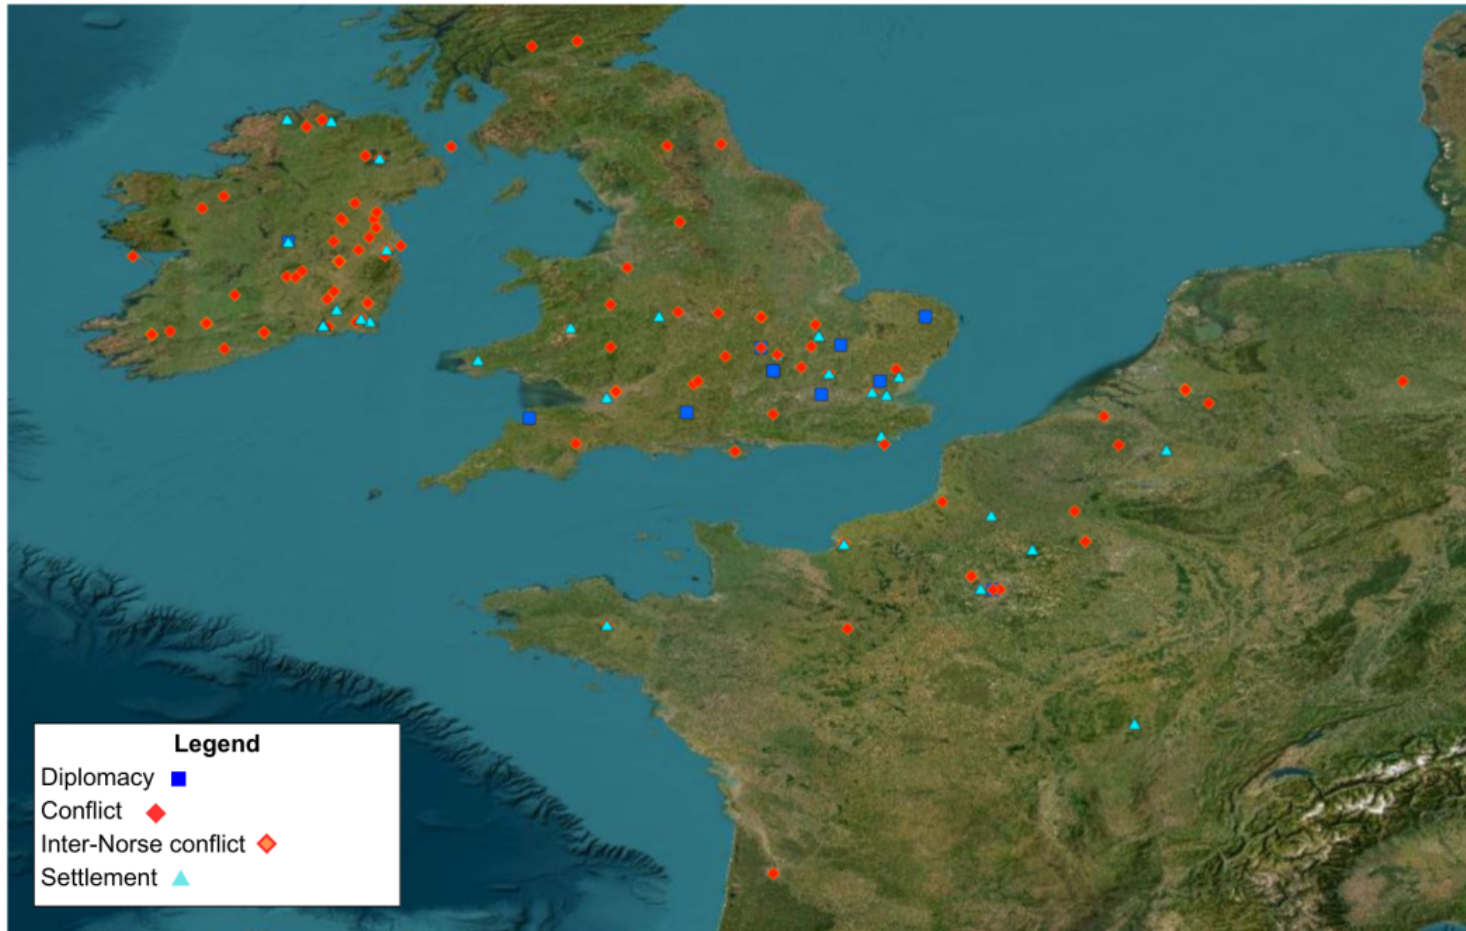 Legend
Diplomacy
Conflict
Inter-Norse conflict
Settlement